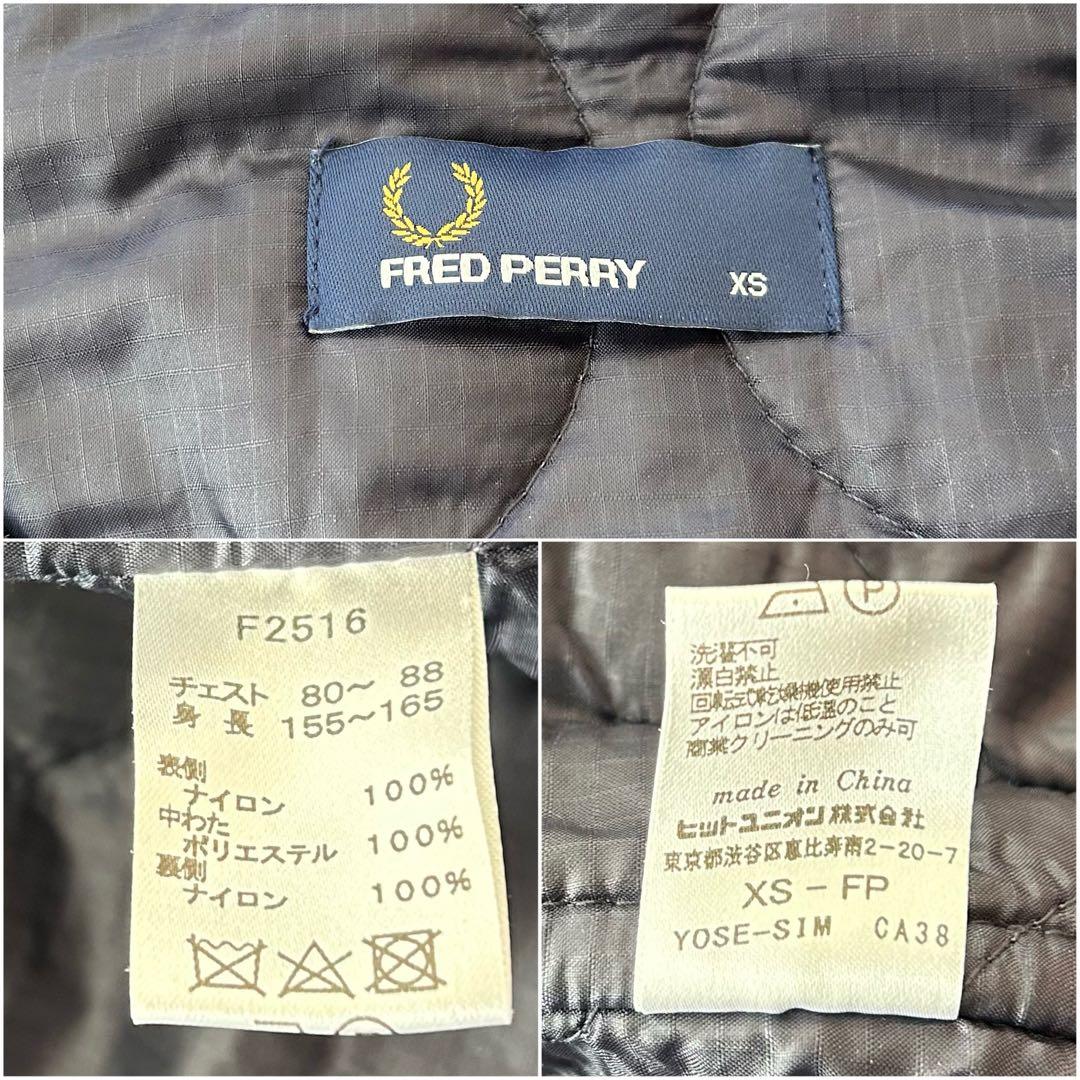 FRED PERRY XS
F2516
チェスト 80～ 88
身 長 155～165
表側
ナイロン 100%
中わた
ポリエステル 100%
裏側
ナイロン 100%
P
洗濯不可
漂白禁止
回転式乾燥機使用禁止
アイロンは低温のこと
商業クリーニングのみ可
made in China
ヒットユニオン株式会社
東京都渋谷区恵比寿南2-20-7
XS - FP
YOSE-SIM CA38